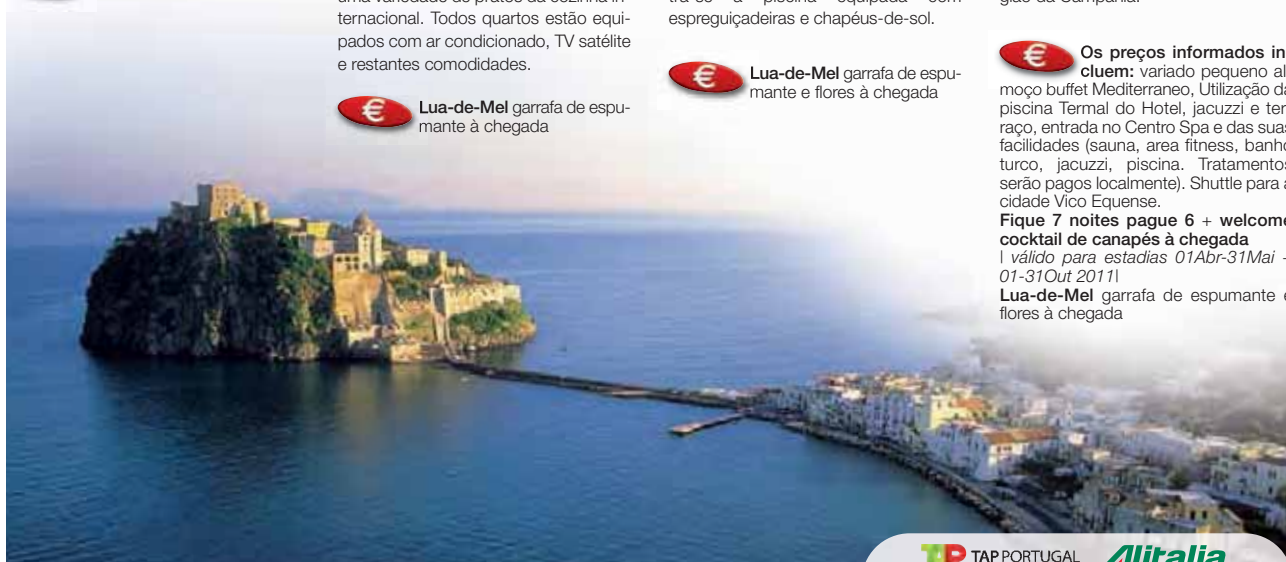 ternacional. Todos quartos estão equi-
pados com ar condicionado, TV satélite
e restantes comodidades.
€
Lua-de-Mel garrafa de espu-
mante à chegada
espreguiçadeiras e chapéus-de-sol.
€
Lua-de-Mel garrafa de espu-
mante e flores à chegada
€
Os preços informados in
cluem: variado pequeno al
moço buffet Mediterraneo, Utilização da
piscina Termal do Hotel, jacuzzi e ter
raço, entrada no Centro Spa e das suas
facilidades (sauna, area fitness, banho
turco, jacuzzi, piscina. Tratamentos
serão pagos localmente). Shuttle para a
cidade Vico Equense.
Fique 7 noites pague 6 + welcome
cocktail de canapés à chegada
| válido para estadias 01Abr-31Mai -
01-31Out 2011|
Lua-de-Mel garrafa de espumante e
flores à chegada
TAP PORTUGAL
Alitalia